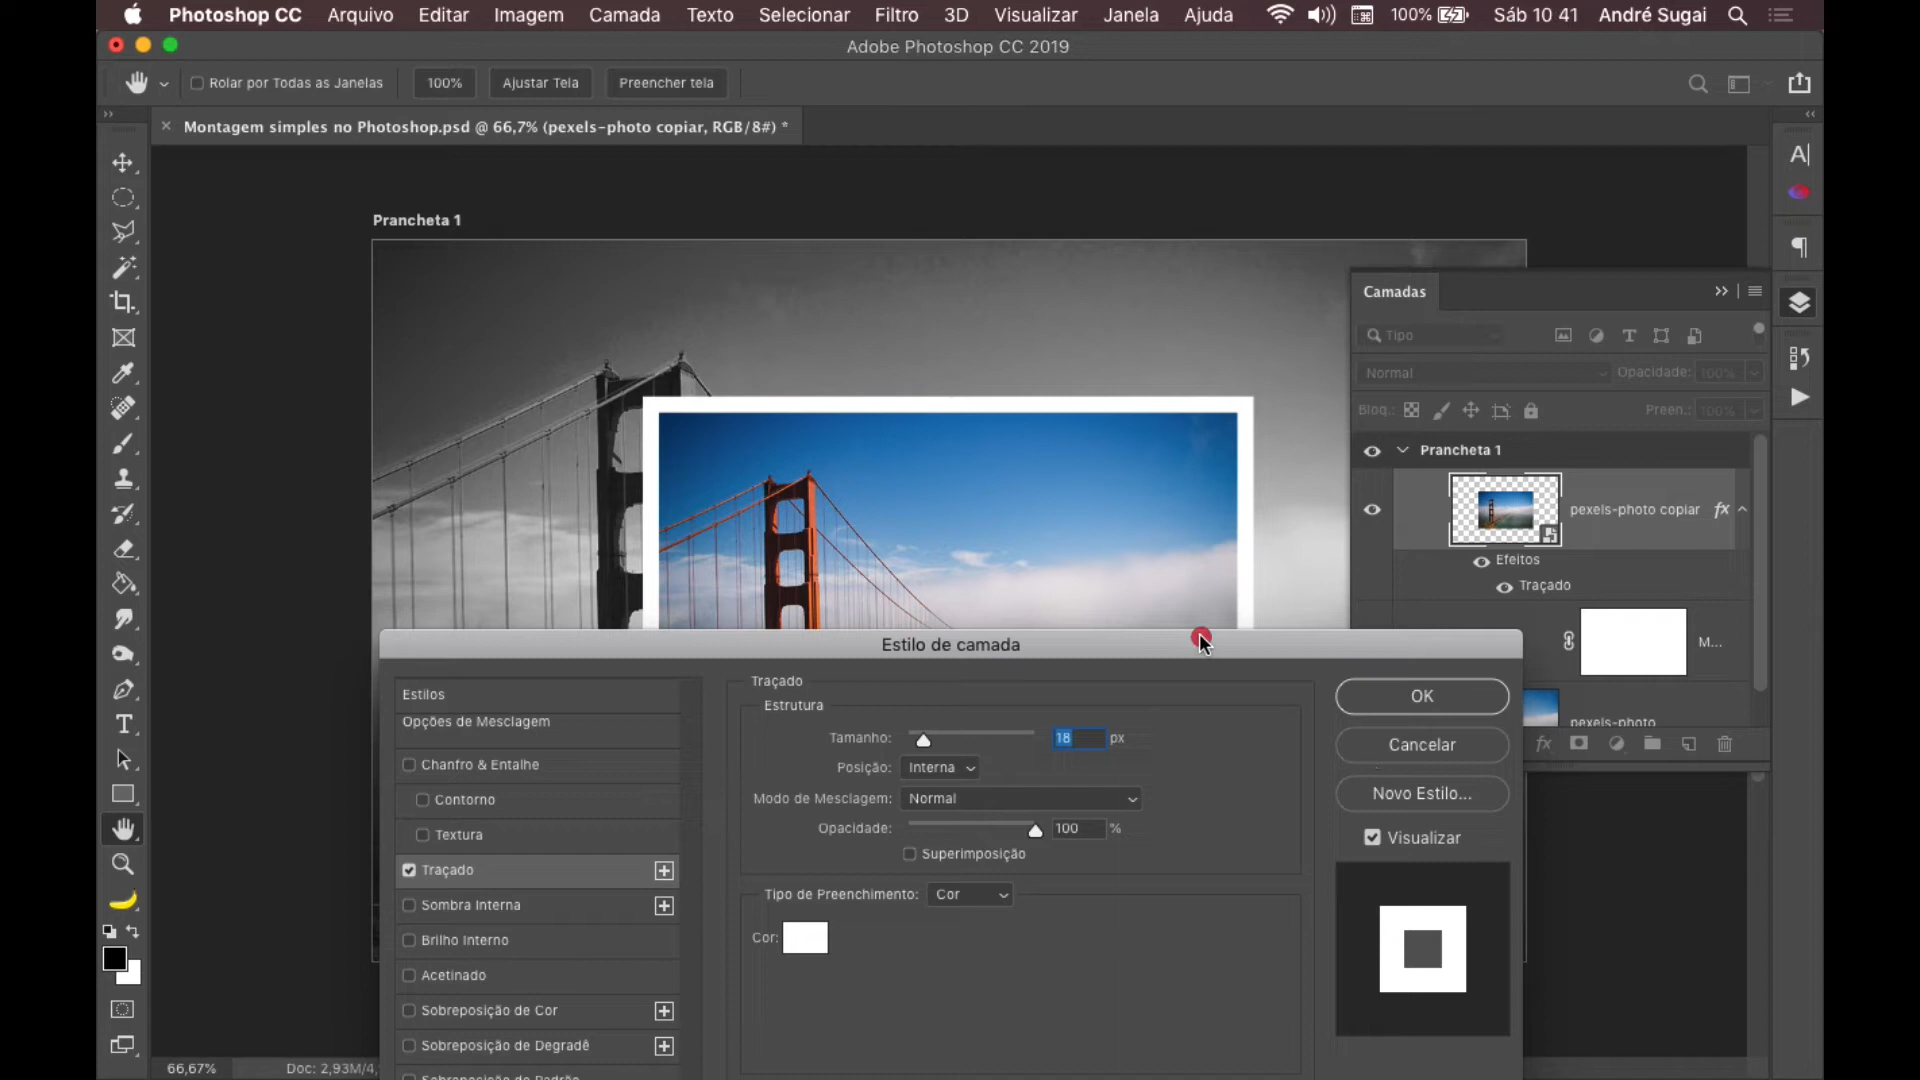 Photoshop CC Arquivo Editar Imagem Camada Texto Selecionar Filtro 3D Visualizar Janela Ajuda 100% Sáb 10 41 André Sugai
Adobe Photoshop CC 2019
Rolar por Todas as Janelas 100% Ajustar Tela Preencher tela
Montagem simples no Photoshop.psd @ 66,7% (pexels-photo copiar, RGB/8#) *
Prancheta 1
Camadas
Tipo
Normal Opacidade: 100%
Bloq.: Preen.: 100%
Prancheta 1
pexels-photo copiar fx
Efeitos
Traçado
M...
pexels-photo
fx
Estilo de camada
Estilos
Opções de Mesclagem
Chanfro & Entalhe
Contorno
Textura
Traçado
Sombra Interna
Brilho Interno
Acetinado
Sobreposição de Cor
Sobreposição de Degradê
Sobreposição de Padrão
Traçado
Estrutura
Tamanho: 18 px
Posição: Interna
Modo de Mesclagem: Normal
Opacidade: 100 %
Superimposição
Tipo de Preenchimento: Cor
Cor:
OK
Cancelar
Novo Estilo...
Visualizar
66,67% Doc: 2,93M/4,